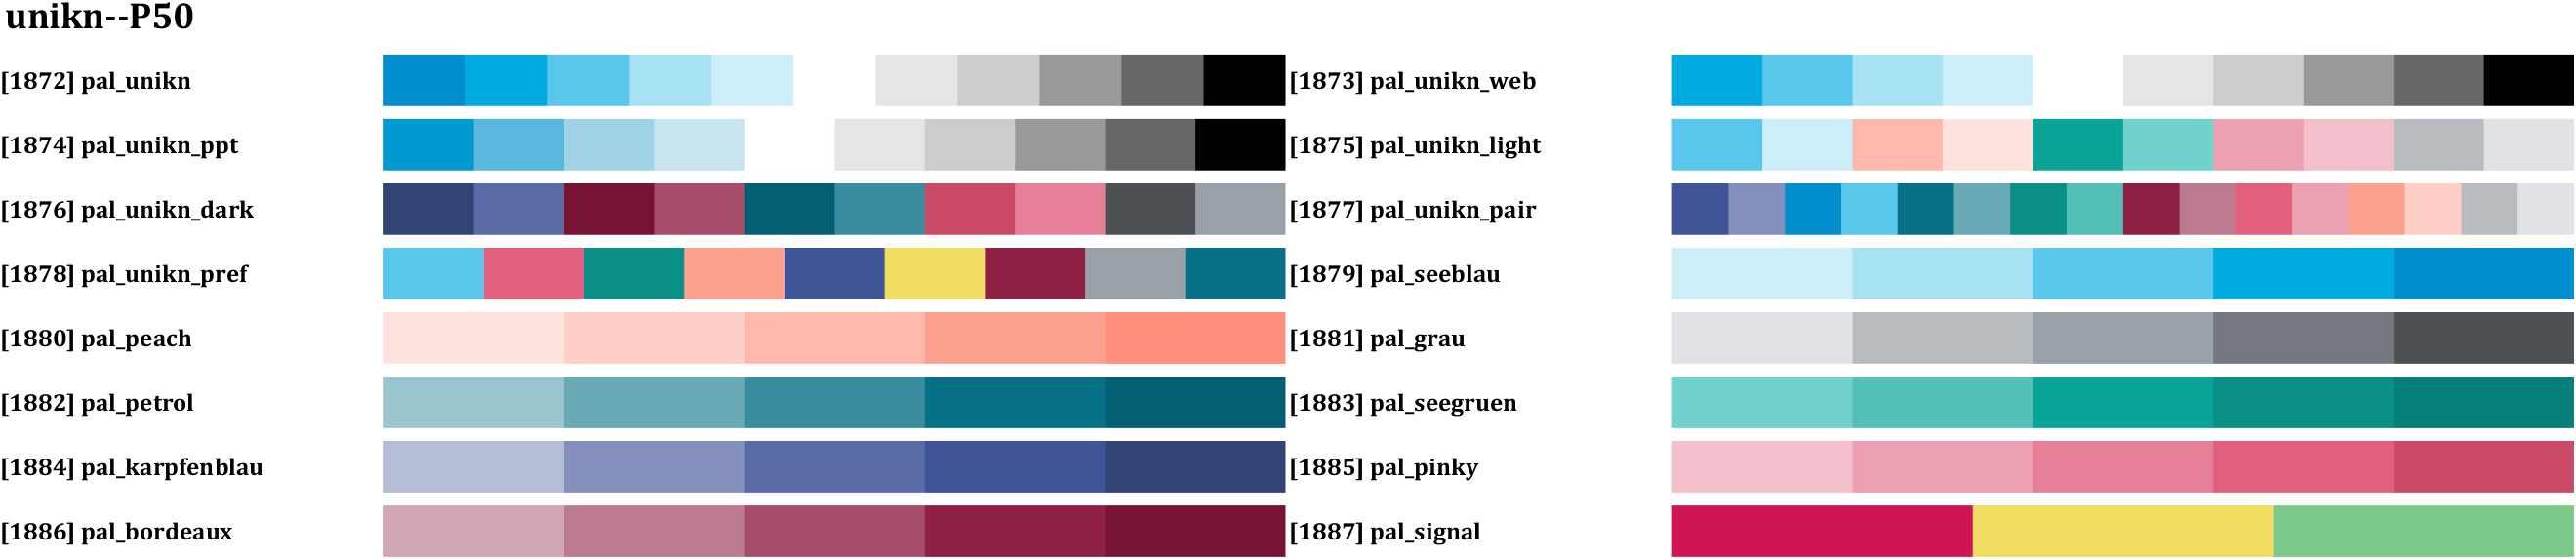 unikn--P50
[1872] pal_unikn [1873] pal_unikn_web
[1874] pal_unikn_ppt [1875] pal_unikn_light
[1876] pal_unikn_dark [1877] pal_unikn_pair
[1878] pal_unikn_pref [1879] pal_seeblau
[1880] pal_peach [1881] pal_grau
[1882] pal_petrol [1883] pal_seegruen
[1884] pal_karpfenblau [1885] pal_pinky
[1886] pal_bordeaux [1887] pal_signal